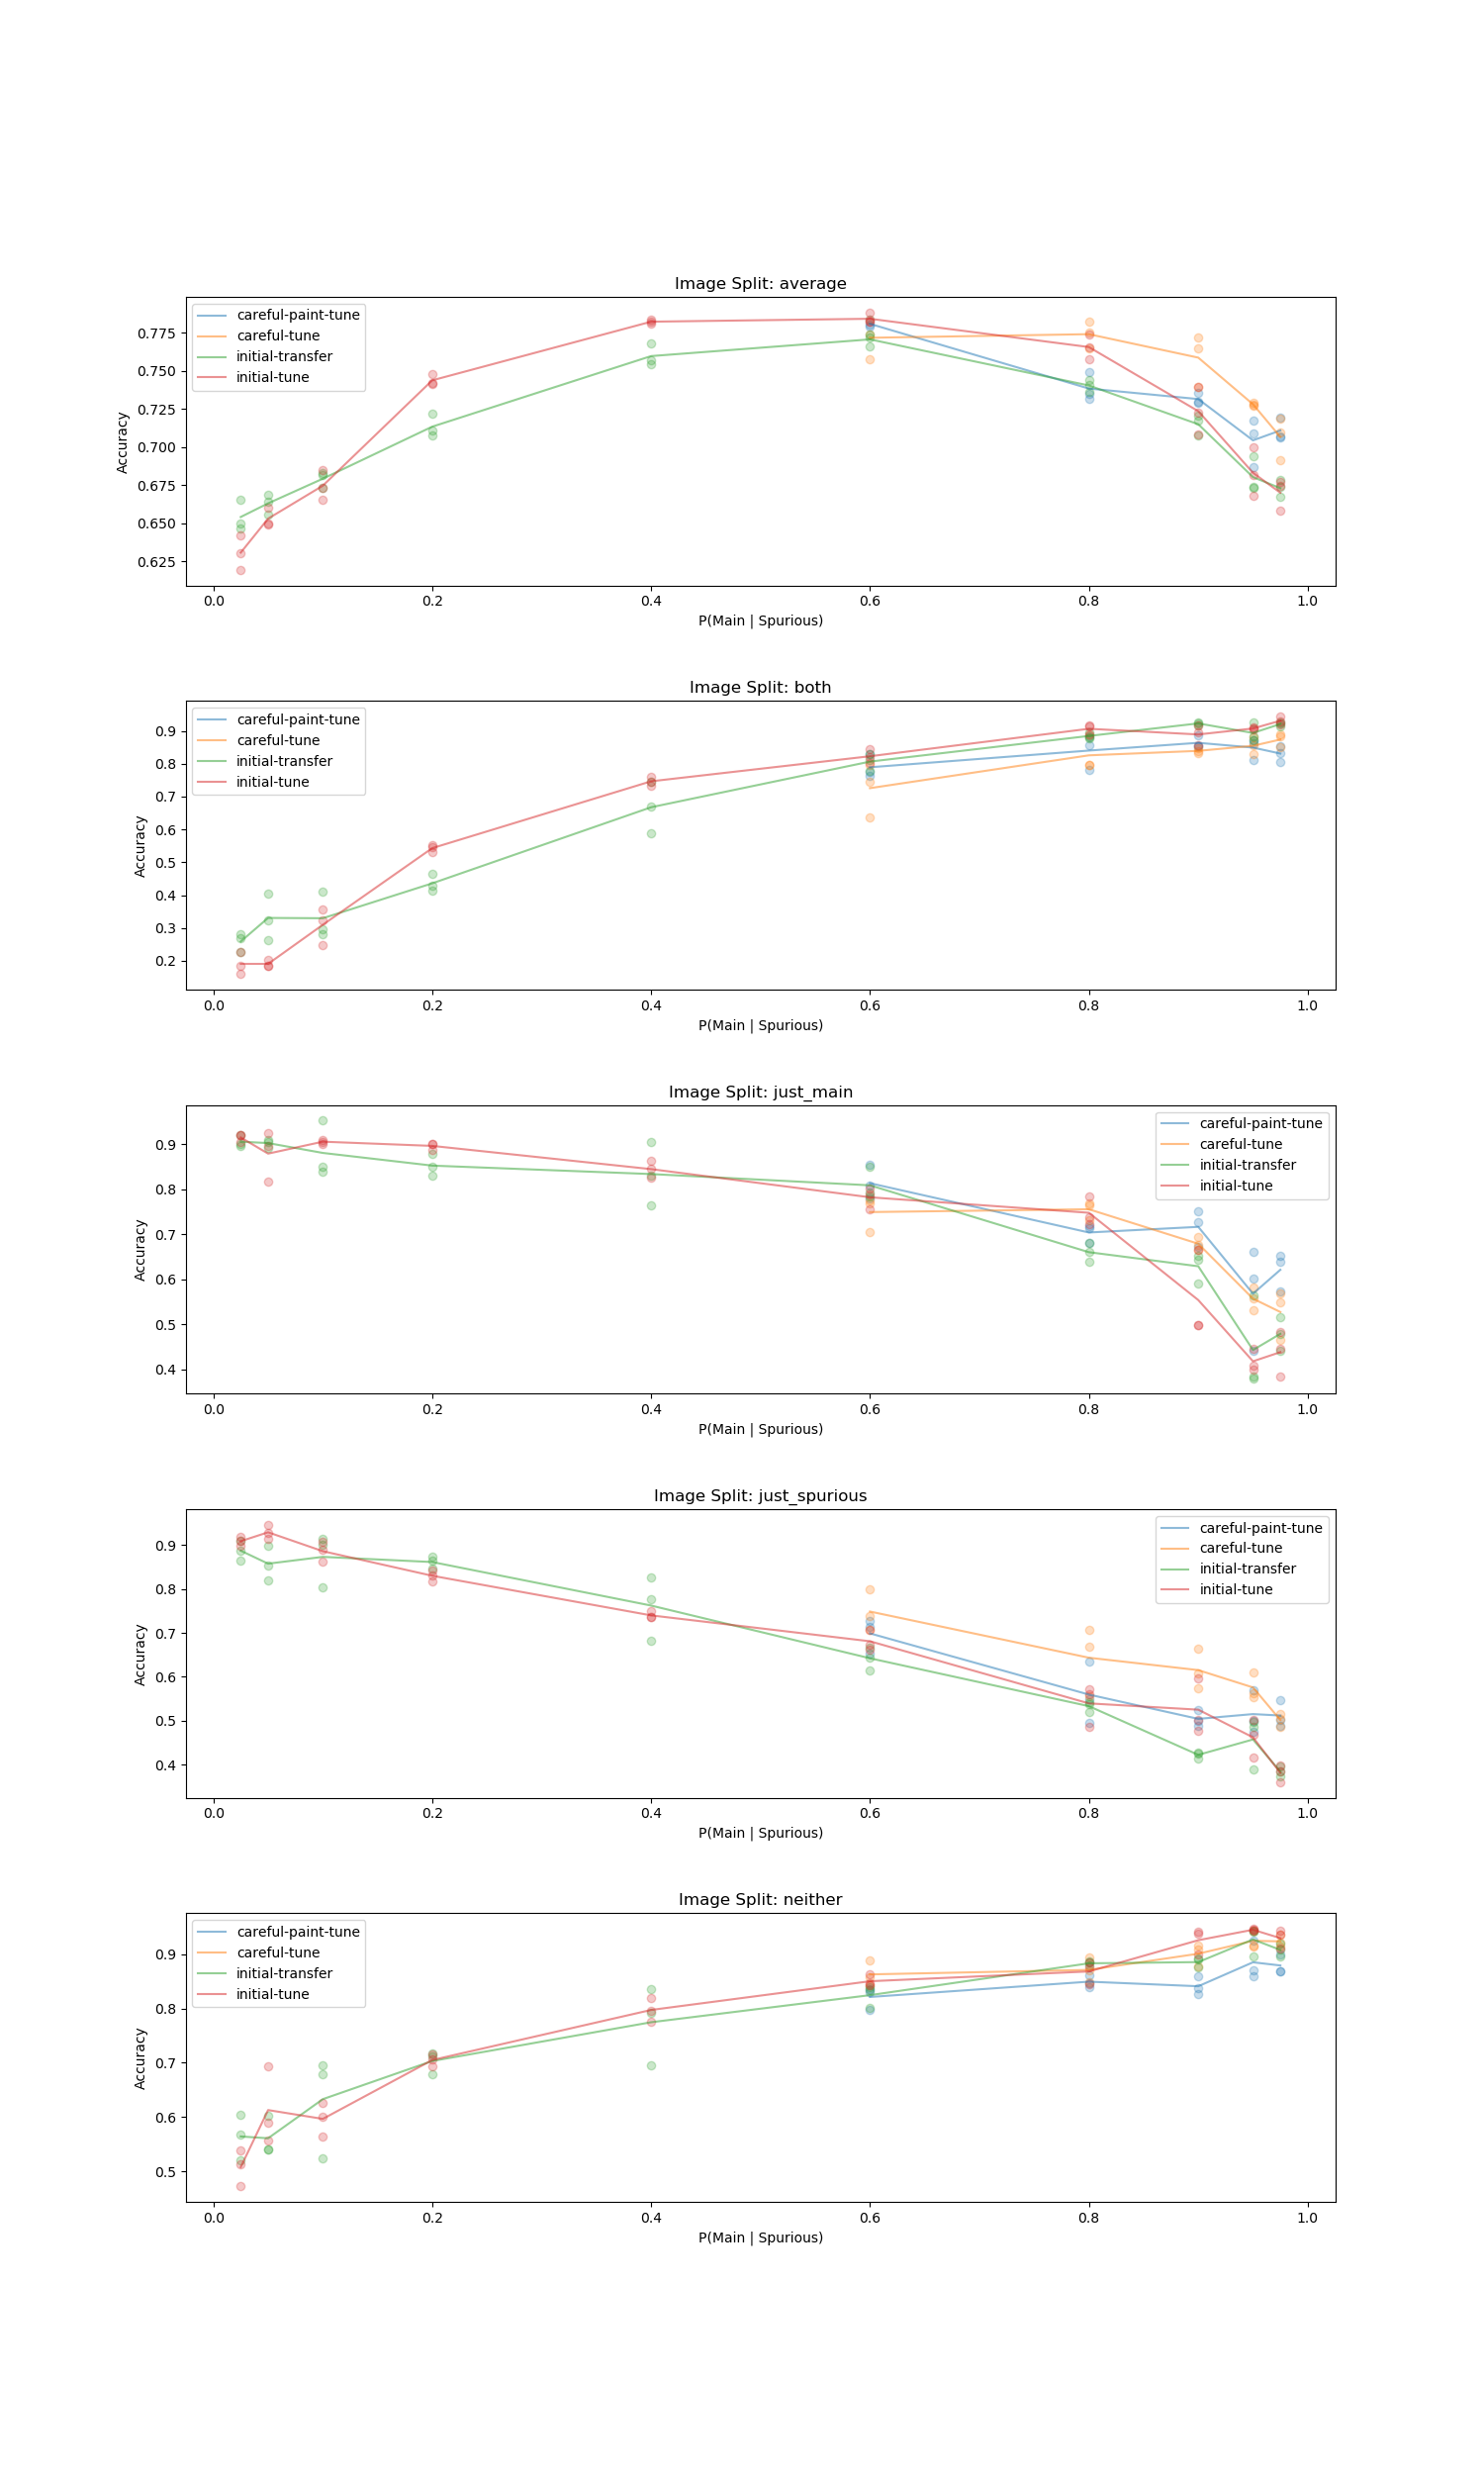 Image Split: average
careful-paint-tune
careful-tune
initial-transfer
initial-tune
Accuracy
0.775
0.750
0.725
0.700
0.675
0.650
0.625
0.0 0.2 0.4 0.6 0.8 1.0
P(Main | Spurious)
Image Split: both
careful-paint-tune
careful-tune
initial-transfer
initial-tune
Accuracy
0.9
0.8
0.7
0.6
0.5
0.4
0.3
0.2
0.0 0.2 0.4 0.6 0.8 1.0
P(Main | Spurious)
Image Split: just_main
careful-paint-tune
careful-tune
initial-transfer
initial-tune
Accuracy
0.9
0.8
0.7
0.6
0.5
0.4
0.0 0.2 0.4 0.6 0.8 1.0
P(Main | Spurious)
Image Split: just_spurious
careful-paint-tune
careful-tune
initial-transfer
initial-tune
Accuracy
0.9
0.8
0.7
0.6
0.5
0.4
0.0 0.2 0.4 0.6 0.8 1.0
P(Main | Spurious)
Image Split: neither
careful-paint-tune
careful-tune
initial-transfer
initial-tune
Accuracy
0.9
0.8
0.7
0.6
0.5
0.0 0.2 0.4 0.6 0.8 1.0
P(Main | Spurious)